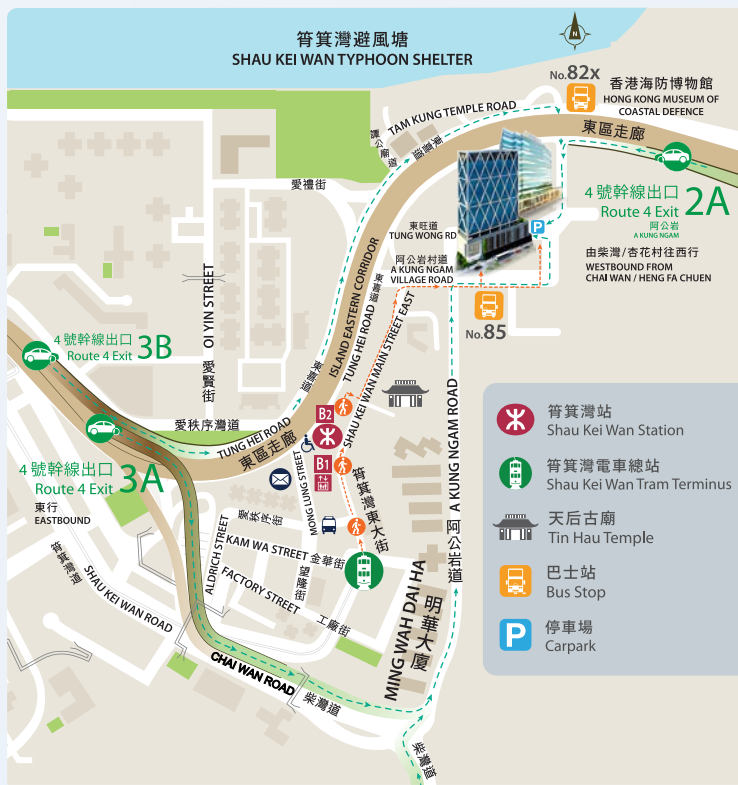 筲箕灣避風塘
SHAU KEI WAN TYPHOON SHELTER
N
No.82x
香港海防博物館
HONG KONG MUSEUM OF
COASTAL DEFENCE
TAM KUNG TEMPLE ROAD
譚公廟道
東區走廊
愛禮街
4 號幹線出口
Route 4 Exit 2A
阿公岩
A KUNG NGAM
由柴灣/杏花村往西行
WESTBOUND FROM
CHAI WAN / HENG FA CHUEN
P
東旺道
TUNG WONG RD
阿公岩村道
A KUNG NGAM
VILLAGE ROAD
No.85
OI YIN STREET
愛賢街
ISLAND EASTERN CORRIDOR
東喜道
TUNG HEI ROAD
SHAU KEI WAN MAIN STREET EAST
4 號幹線出口
Route 4 Exit 3B
愛秩序灣道
東喜道
TUNG HEI ROAD
東區走廊
B2
B1
4 號幹線出口
Route 4 Exit 3A
東行
EASTBOUND
筲箕灣道
SHAU KEI WAN ROAD
MONG LUNG STREET
望隆街
筲箕灣東大街
愛秩序街
ALDRICH STREET
KAM WA STREET 金華街
FACTORY STREET
工廠街
A KUNG NGAM ROAD
阿公岩道
MING WAH DAI HA
明華大廈
CHAI WAN ROAD
柴灣道
柴灣道
筲箕灣站
Shau Kei Wan Station
筲箕灣電車總站
Shau Kei Wan Tram Terminus
天后古廟
Tin Hau Temple
巴士站
Bus Stop
P
停車場
Carpark